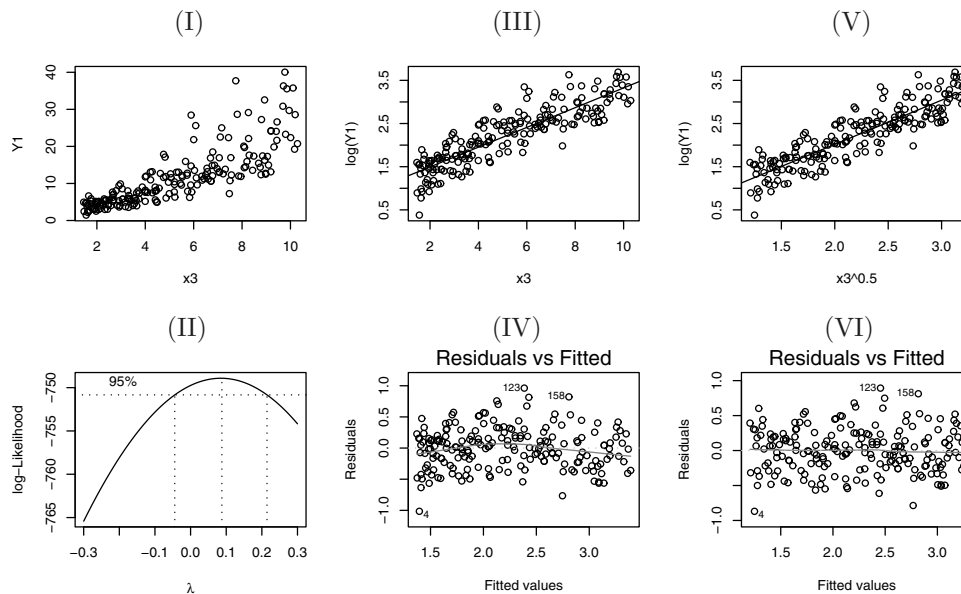 (I)
(III)
(V)
Y1
0 10 20 30 40
2 4 6 8 10
x3
log(Y1)
0.5 1.5 2.5 3.5
2 4 6 8 10
x3
log(Y1)
0.5 1.5 2.5 3.5
1.5 2.0 2.5 3.0
x3^0.5
(II)
(IV)
(VI)
log−Likelihood
−765 −760 −755 −750
95%
−0.3 −0.1 0.0 0.1 0.2 0.3
λ
Residuals vs Fitted
Residuals
−1.0 0.0 0.5 1.0
123
158
4
1.5 2.0 2.5 3.0
Fitted values
Residuals vs Fitted
Residuals
−1.0 0.0 0.5 1.0
123
158
4
1.5 2.0 2.5 3.0
Fitted values